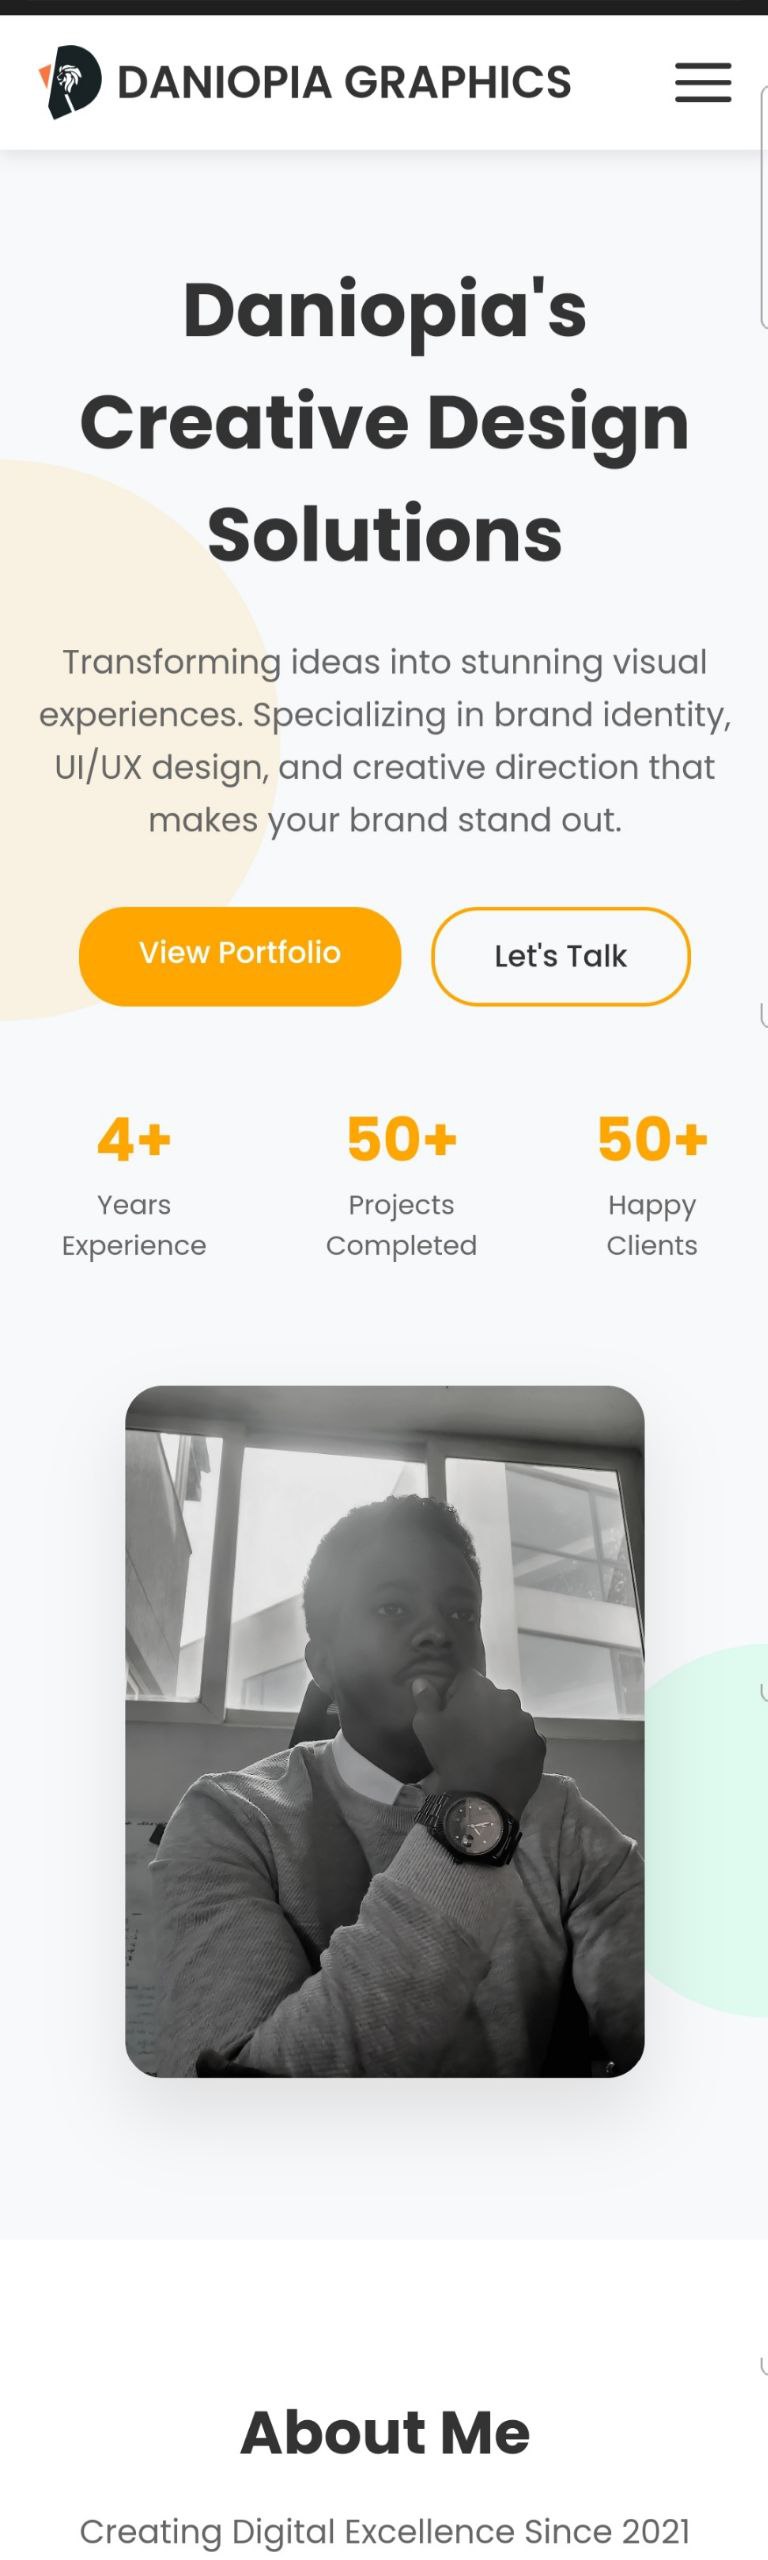 DANIOPIA GRAPHICS
Daniopia's
Creative Design
Solutions
Transforming ideas into stunning visual
experiences. Specializing in brand identity,
UI/UX design, and creative direction that
makes your brand stand out.
View Portfolio
Let's Talk
4+
Years
Experience
50+
Projects
Completed
50+
Happy
Clients
About Me
Creating Digital Excellence Since 2021